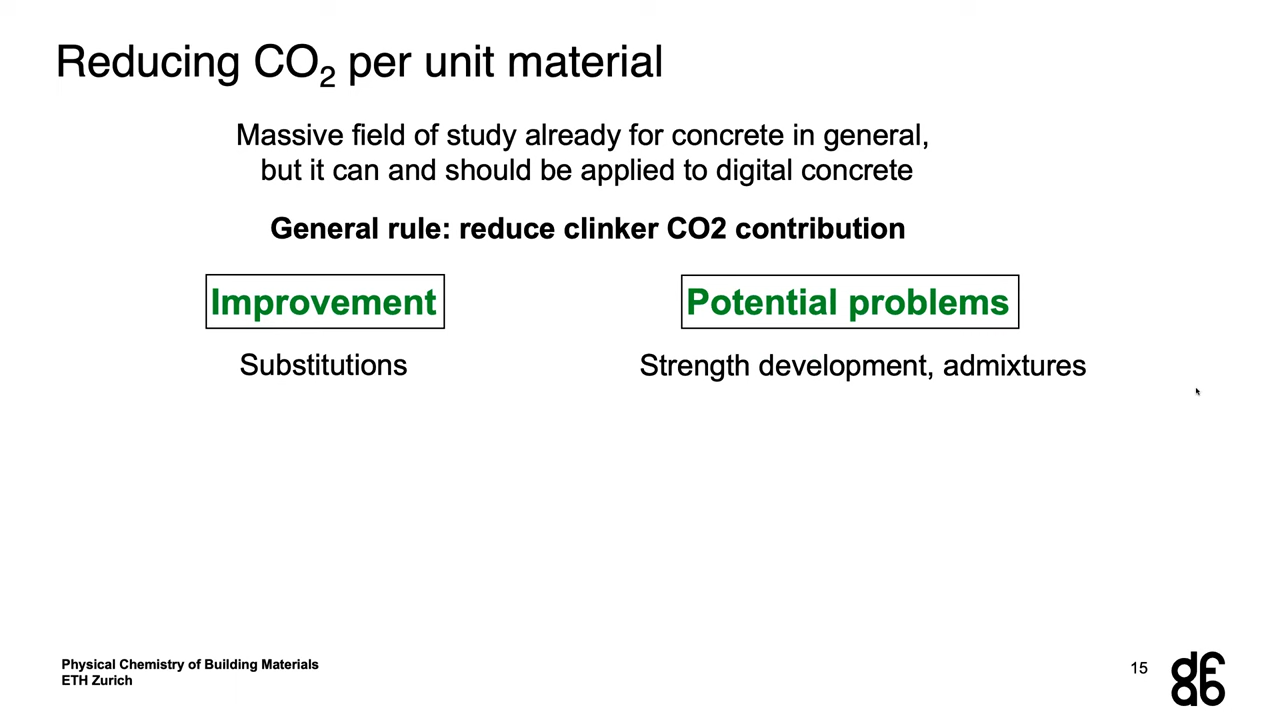 Reducing CO₂ per unit material
Massive field of study already for concrete in general,
but it can and should be applied to digital concrete
General rule: reduce clinker CO2 contribution
Improvement
Potential problems
Substitutions
Strength development, admixtures
Physical Chemistry of Building Materials
ETH Zurich
15